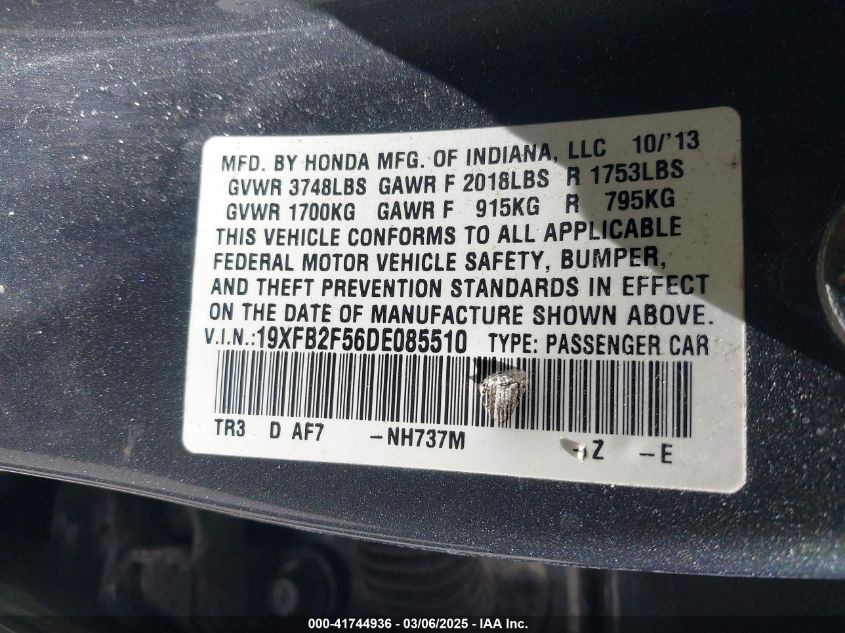 MFD. BY HONDA MFG. OF INDIANA, LLC 10/'13
GVWR 3748LBS GAWR F 2018LBS R 1753LBS
GVWR 1700KG GAWR F 915KG R 795KG
THIS VEHICLE CONFORMS TO ALL APPLICABLE
FEDERAL MOTOR VEHICLE SAFETY, BUMPER,
AND THEFT PREVENTION STANDARDS IN EFFECT
ON THE DATE OF MANUFACTURE SHOWN ABOVE.
V.I.N.:19XFB2F56DE085510 TYPE: PASSENGER CAR
TR3 D AF7 -NH737M -Z -E
000-41744936 - 03/06/2025 - IAA Inc.